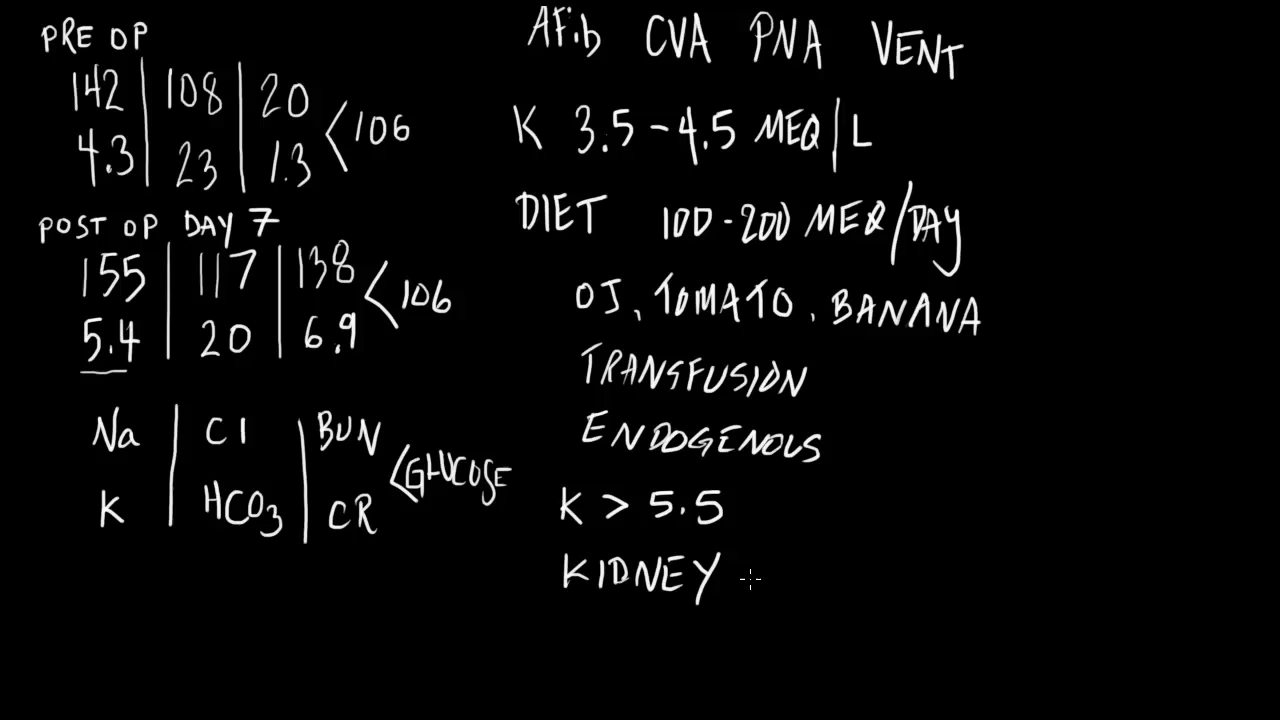 PRE OP
142 | 108 | 20
4.3 | 23 | 1.3 < 106
POST OP DAY 7
155 | 117 | 138
5.4 | 20 | 6.9 < 106
Na | Cl | BUN
K | HCO3 | CR < GLUCOSE
AF.b CVA PNA VENT
K 3.5 - 4.5 MEQ/L
DIET 100 - 200 MEQ/DAY
OJ, TOMATO, BANANA
TRANSFUSION
ENDOGENOUS
K > 5.5
KIDNEY